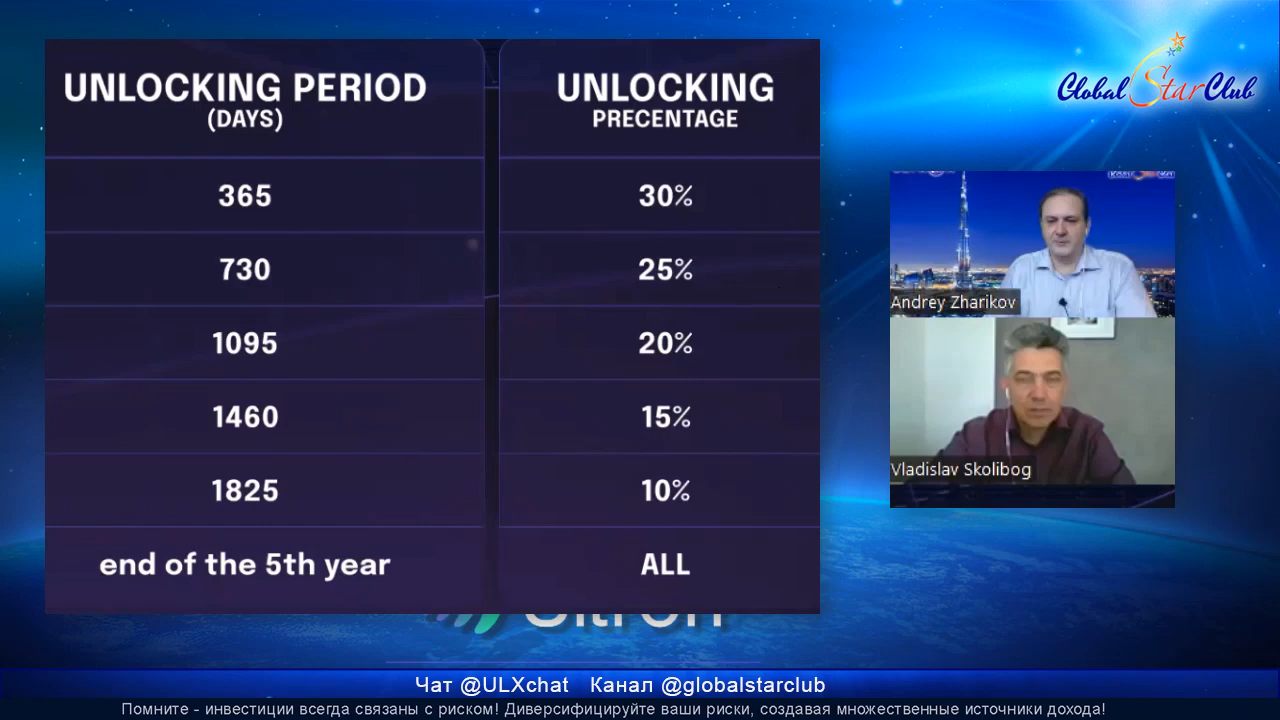 UNLOCKING PERIOD
(DAYS)
UNLOCKING
PRECENTAGE
365
30%
730
25%
1095
20%
1460
15%
1825
10%
end of the 5th year
ALL
Global Star Club
Andrey Zharikov
Vladislav Skolibog
Чат @ULXchat Канал @globalstarclub
Помните - инвестиции всегда связаны с риском! Диверсифицируйте ваши риски, создавая множественные источники дохода!